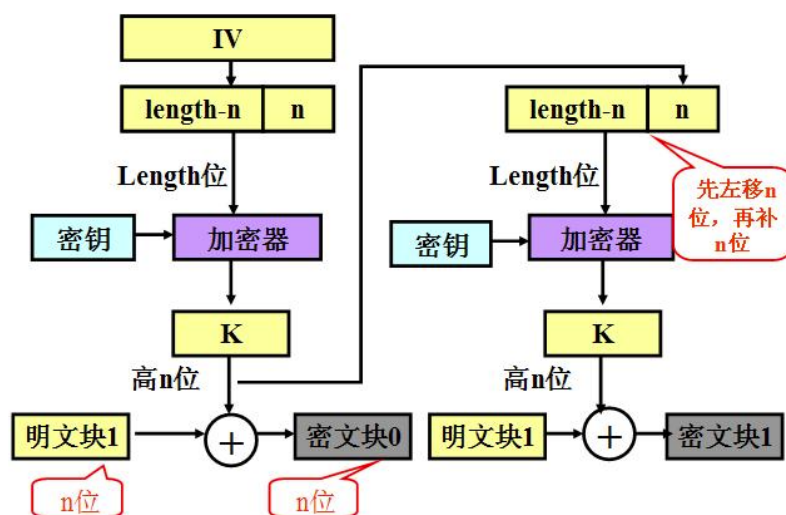 IV
length-n n
Length位
密钥
加密器
K
高n位
明文块1
+
密文块0
n位
n位
length-n n
Length位
先左移n
位，再补
n位
密钥
加密器
K
高n位
明文块1
+
密文块1